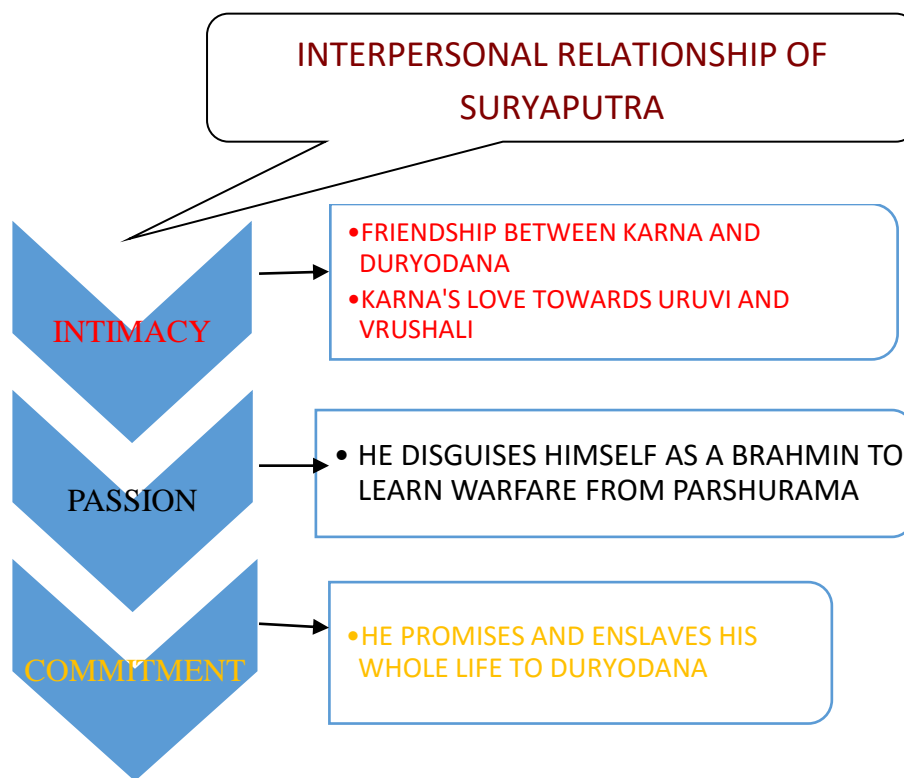 INTERPERSONAL RELATIONSHIP OF
SURYAPUTRA
INTIMACY
•FRIENDSHIP BETWEEN KARNA AND
DURYODANA
•KARNA'S LOVE TOWARDS URUVI AND
VRUSHALI
PASSION
• HE DISGUISES HIMSELF AS A BRAHMIN TO
LEARN WARFARE FROM PARSHURAMA
COMMITMENT
•HE PROMISES AND ENSLAVES HIS
WHOLE LIFE TO DURYODANA